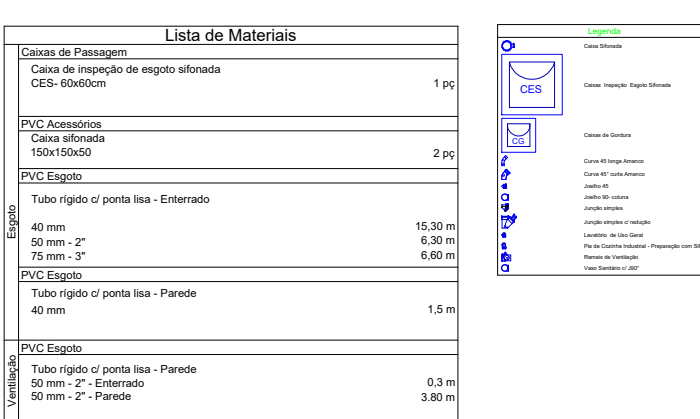 Lista de Materiais
Esgoto
Caixas de Passagem
Caixa de inspeção de esgoto sifonada
CES- 60x60cm 1 pç
PVC Acessórios
Caixa sifonada
150x150x50 2 pç
PVC Esgoto
Tubo rígido c/ ponta lisa - Enterrado
40 mm 15,30 m
50 mm - 2" 6,30 m
75 mm - 3" 6,60 m
PVC Esgoto
Tubo rígido c/ ponta lisa - Parede
40 mm 1,5 m
Ventilação
PVC Esgoto
Tubo rígido c/ ponta lisa - Parede
50 mm - 2" - Enterrado 0,3 m
50 mm - 2" - Parede 3.80 m
Legenda
Caixa Sifonada
CES Caixas Inspeção Esgoto Sifonada
CG Caixas de Gordura
Curva 45 longa Amanco
Curva 45° curta Amanco
Joelho 45
Joelho 90- coluna
Junção simples
Junção simples c/ redução
Lavatório de Uso Geral
Pia de Cozinha Industrial - Preparação com Sif
Ramais de Ventilação
Vaso Sanitário c/ J90°